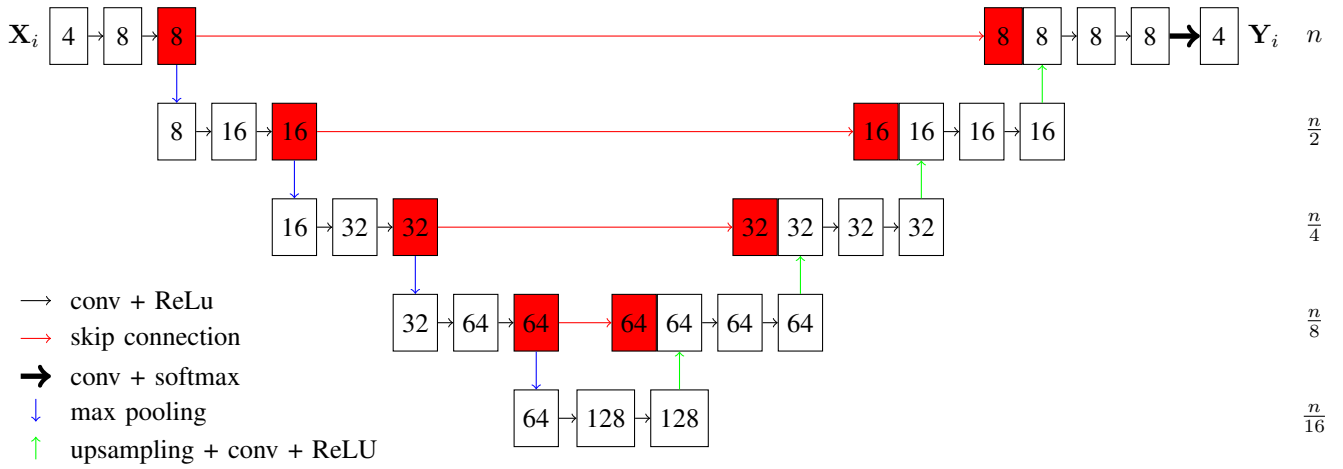 X_i 4 8 8 8 8 8 8 4 Y_i n
8 16 16 16 16 16 16 n/2
16 32 32 32 32 32 32 n/4
conv + ReLu
32 64 64 64 64 64 64 n/8
skip connection
conv + softmax
max pooling
64 128 128 n/16
upsampling + conv + ReLU